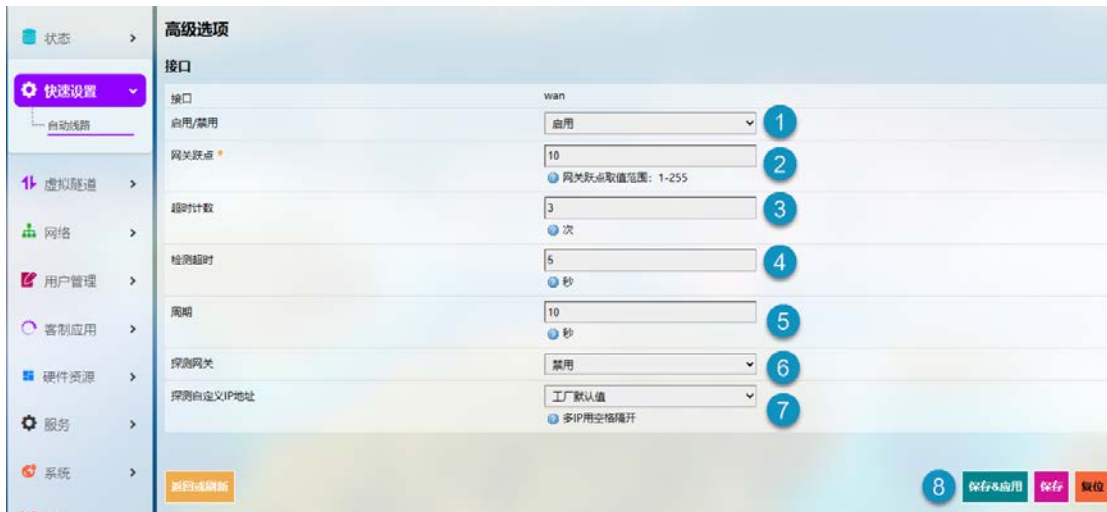 状态
快速设置
自动线路
虚拟隧道
网络
用户管理
客制应用
硬件资源
服务
系统
高级选项
接口
接口 wan
启用/禁用 启用 1
网关跃点 * 10 2
网关跃点取值范围：1-255
超时计数 3 3
次
检测超时 5 4
秒
周期 10 5
秒
探测网关 禁用 6
探测自定义IP地址 工厂默认值 7
多IP用空格隔开
返回或刷新 8 保存&应用 保存 复位